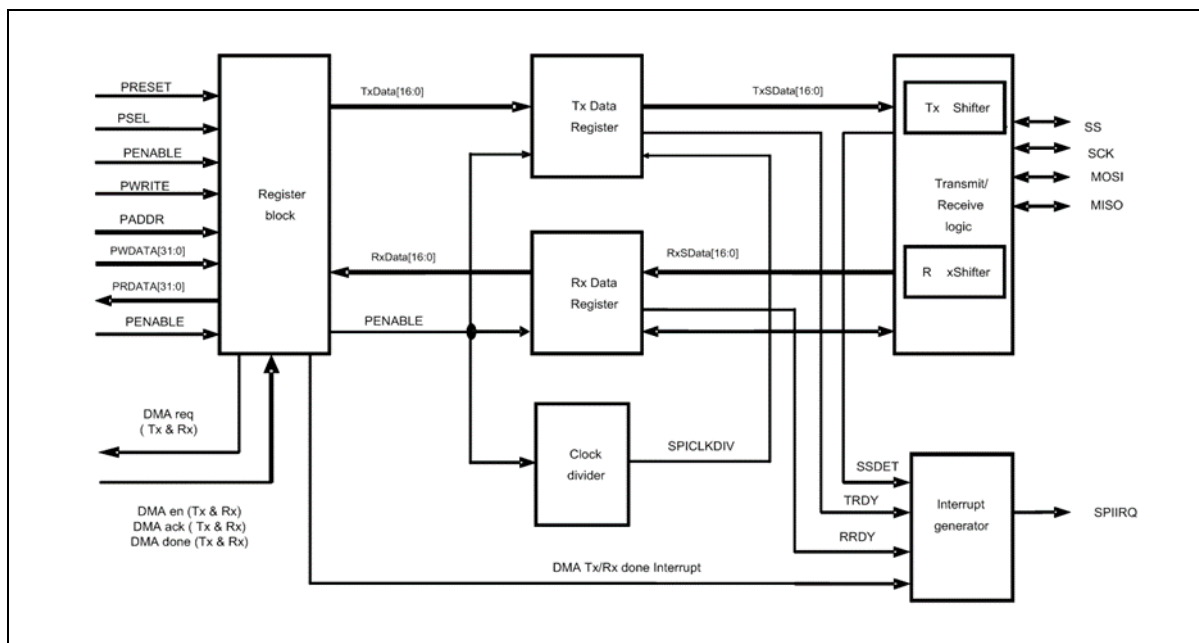 PRESET
PSEL
PENABLE
PWRITE
PADDR
PWDATA[31:0]
PRDATA[31:0]
PENABLE
Register
block
TxData[16:0]
RxData[16:0]
PENABLE
Tx Data
Register
Rx Data
Register
Clock
divider
TxSData[16:0]
RxSData[16:0]
SPICLKDIV
Tx Shifter
Transmit/
Receive
logic
R xShifter
SS
SCK
MOSI
MISO
DMA req
( Tx & Rx)
DMA en (Tx & Rx)
DMA ack ( Tx & Rx)
DMA done (Tx & Rx)
SSDET
TRDY
RRDY
DMA Tx/Rx done Interrupt
Interrupt
generator
SPIIRQ